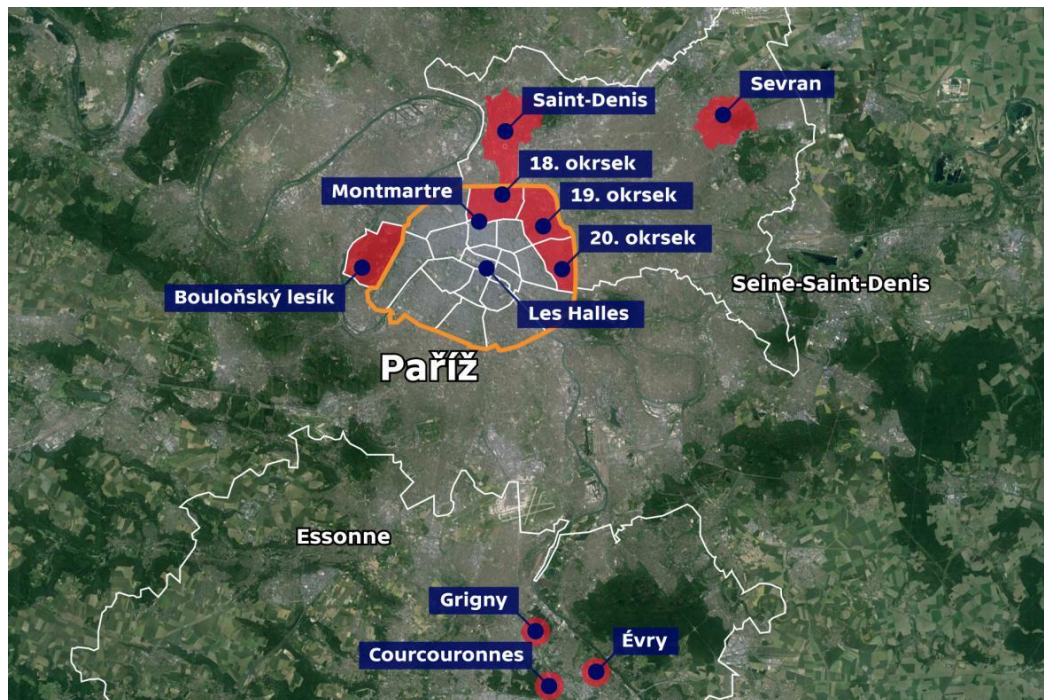 Sevran
Saint-Denis
18. okrsek
Montmartre
19. okrsek
20. okrsek
Seine-Saint-Denis
Bouloňský lesík
Les Halles
Paříž
Essonne
Grigny
Évry
Courcouronnes